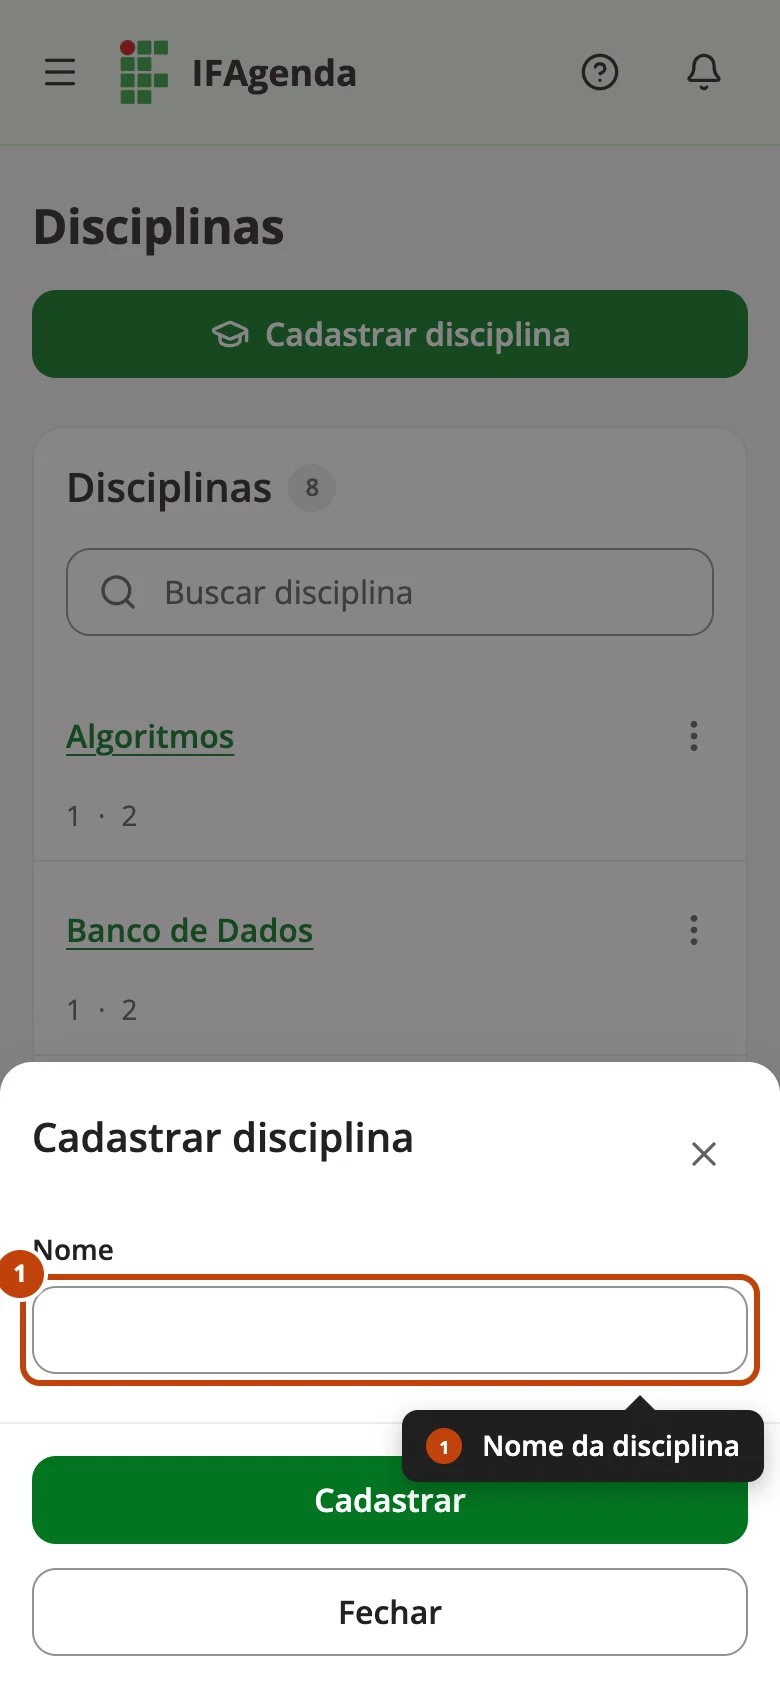 IFAgenda
Disciplinas
Cadastrar disciplina
Disciplinas 8
Buscar disciplina
Algoritmos
1 · 2
Banco de Dados
1 · 2
Cadastrar disciplina
Nome
1
1 Nome da disciplina
Cadastrar
Fechar